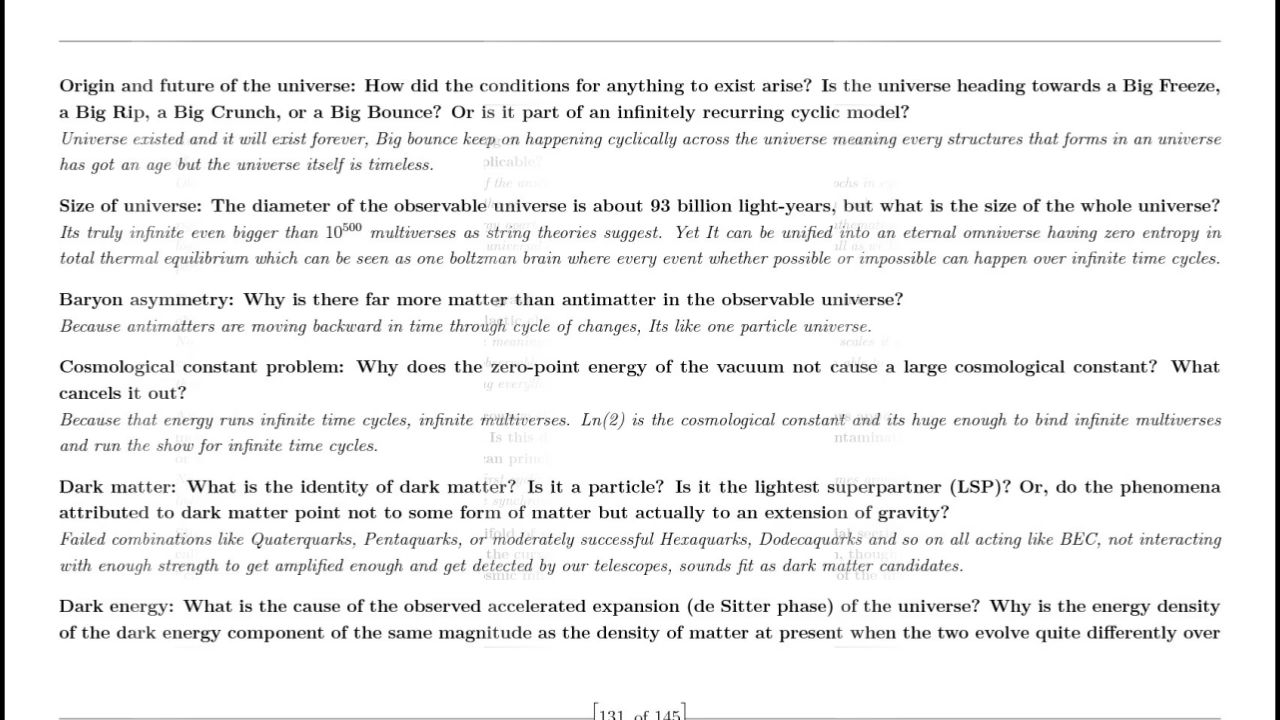 Origin and future of the universe: How did the conditions for anything to exist arise? Is the universe heading towards a Big Freeze,
a Big Rip, a Big Crunch, or a Big Bounce? Or is it part of an infinitely recurring cyclic model?
Universe existed and it will exist forever, Big bounce keep on happening cyclically across the universe meaning every structures that forms in an universe
has got an age but the universe itself is timeless.
Size of universe: The diameter of the observable universe is about 93 billion light-years, but what is the size of the whole universe?
Its truly infinite even bigger than 10^500 multiverses as string theories suggest. Yet It can be unified into an eternal omniverse having zero entropy in
total thermal equilibrium which can be seen as one boltzman brain where every event whether possible or impossible can happen over infinite time cycles.
Baryon asymmetry: Why is there far more matter than antimatter in the observable universe?
Because antimatters are moving backward in time through cycle of changes, Its like one particle universe.
Cosmological constant problem: Why does the zero-point energy of the vacuum not cause a large cosmological constant? What
cancels it out?
Because that energy runs infinite time cycles, infinite multiverses. Ln(2) is the cosmological constant and its huge enough to bind infinite multiverses
and run the show for infinite time cycles.
Dark matter: What is the identity of dark matter? Is it a particle? Is it the lightest superpartner (LSP)? Or, do the phenomena
attributed to dark matter point not to some form of matter but actually to an extension of gravity?
Failed combinations like Quaterquarks, Pentaquarks, or moderately successful Hexaquarks, Dodecaquarks and so on all acting like BEC, not interacting
with enough strength to get amplified enough and get detected by our telescopes, sounds fit as dark matter candidates.
Dark energy: What is the cause of the observed accelerated expansion (de Sitter phase) of the universe? Why is the energy density
of the dark energy component of the same magnitude as the density of matter at present when the two evolve quite differently over
[131 of 145]